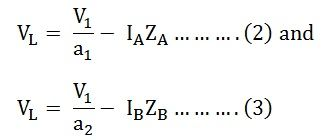 V_L = V_1/a_1 − I_A Z_A ... ... ... . (2) and
V_L = V_1/a_2 − I_B Z_B ... ... ... . (3)